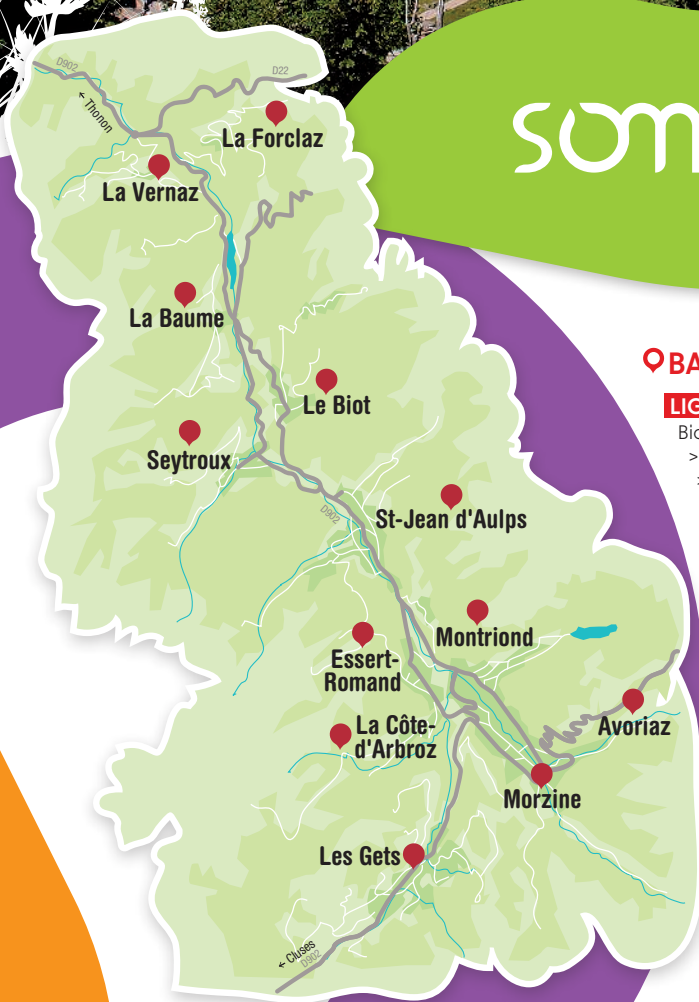 D902
D22
← Thonon
La Forclaz
La Vernaz
La Baume
Le Biot
Seytroux
D902
St-Jean d'Aulps
Montriond
Essert-
Romand
Avoriaz
La Côte-
d'Arbroz
Morzine
Les Gets
← Cluses
D902
som
BA
LIG
>